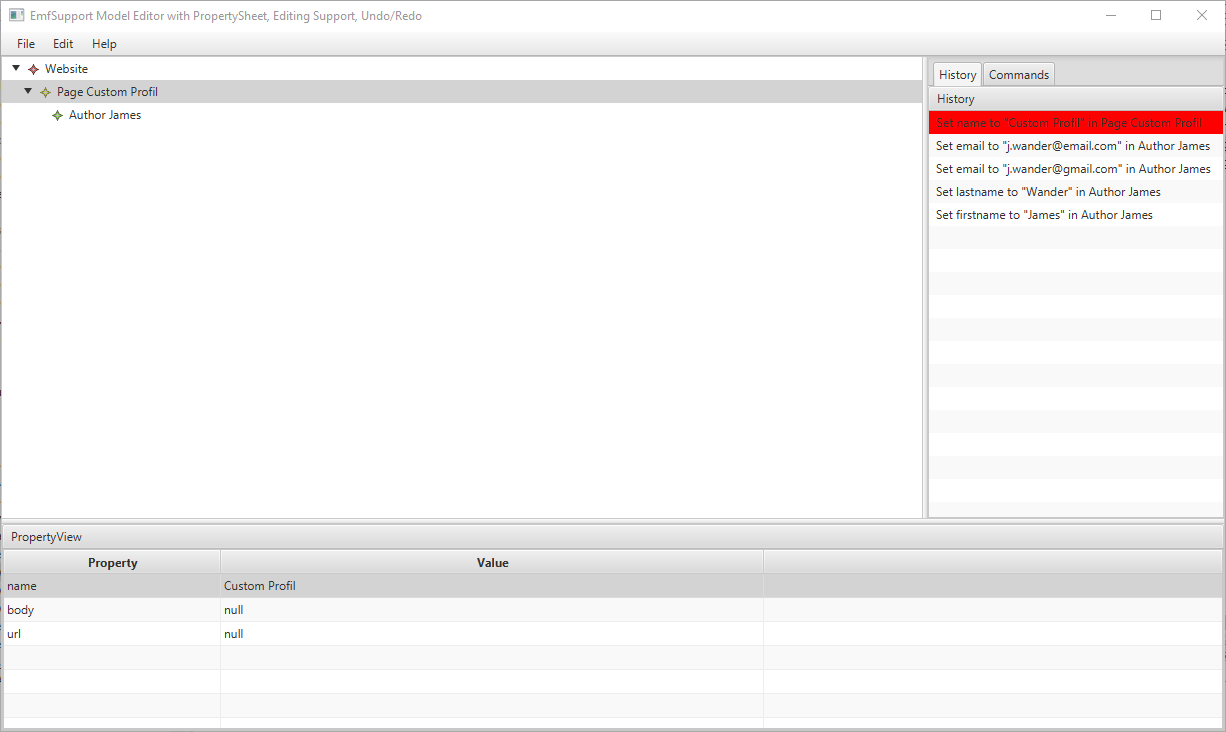 EmfSupport Model Editor with PropertySheet, Editing Support, Undo/Redo
File Edit Help
Website
Page Custom Profil
Author James
History Commands
History
Set name to "Custom Profil" in Page Custom Profil
Set email to "j.wander@email.com" in Author James
Set email to "j.wander@gmail.com" in Author James
Set lastname to "Wander" in Author James
Set firstname to "James" in Author James
PropertyView
Property Value
name Custom Profil
body null
url null